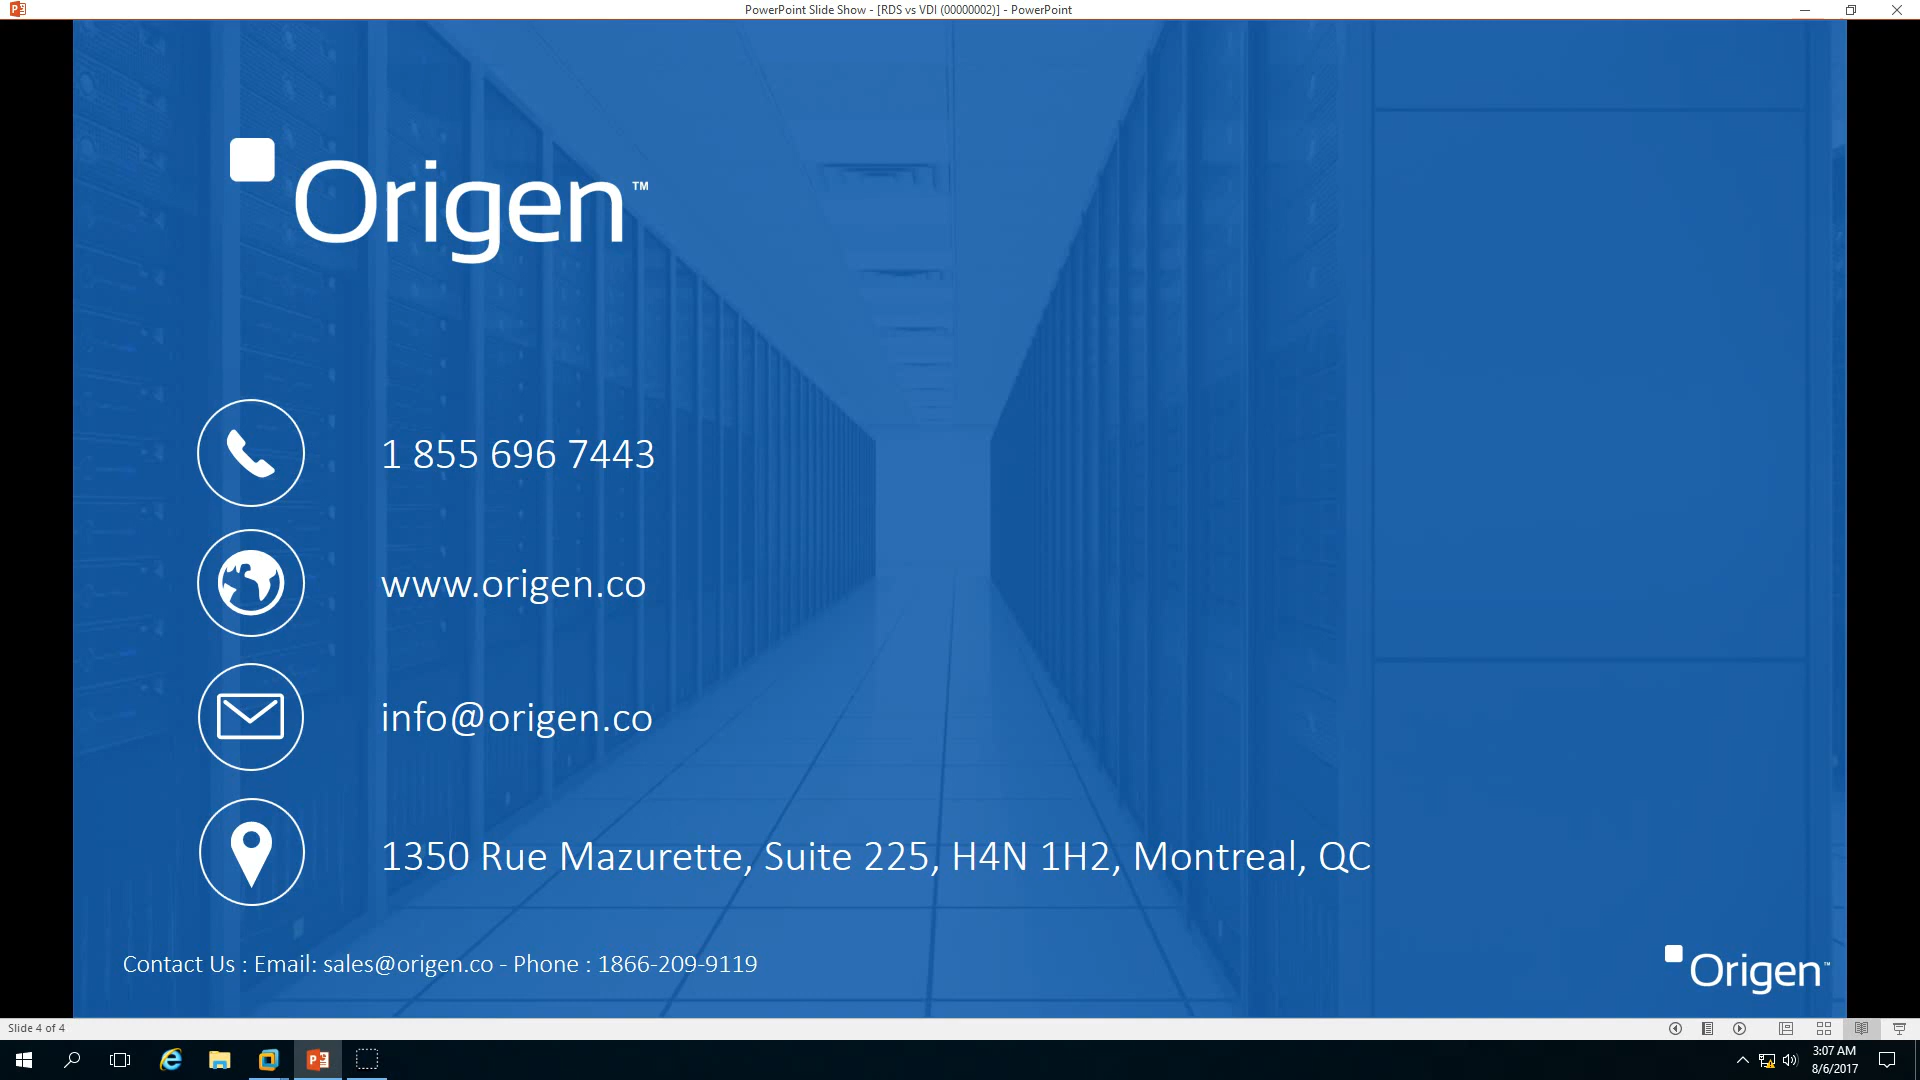 PowerPoint Slide Show - [RDS vs VDI (00000002)] - PowerPoint
Origen™
1 855 696 7443
www.origen.co
info@origen.co
1350 Rue Mazurette, Suite 225, H4N 1H2, Montreal, QC
Contact Us : Email: sales@origen.co - Phone : 1866-209-9119
Origen™
Slide 4 of 4
3:07 AM
8/6/2017